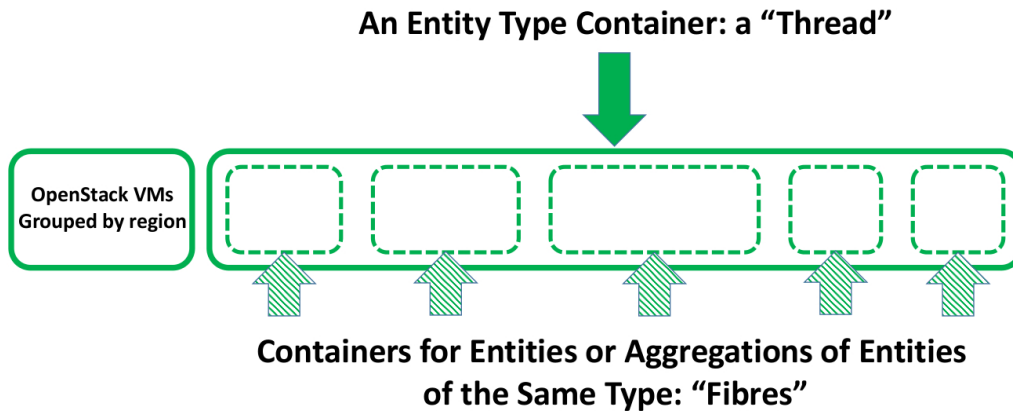 An Entity Type Container: a “Thread”
OpenStack VMs
Grouped by region
Containers for Entities or Aggregations of Entities
of the Same Type: “Fibres”